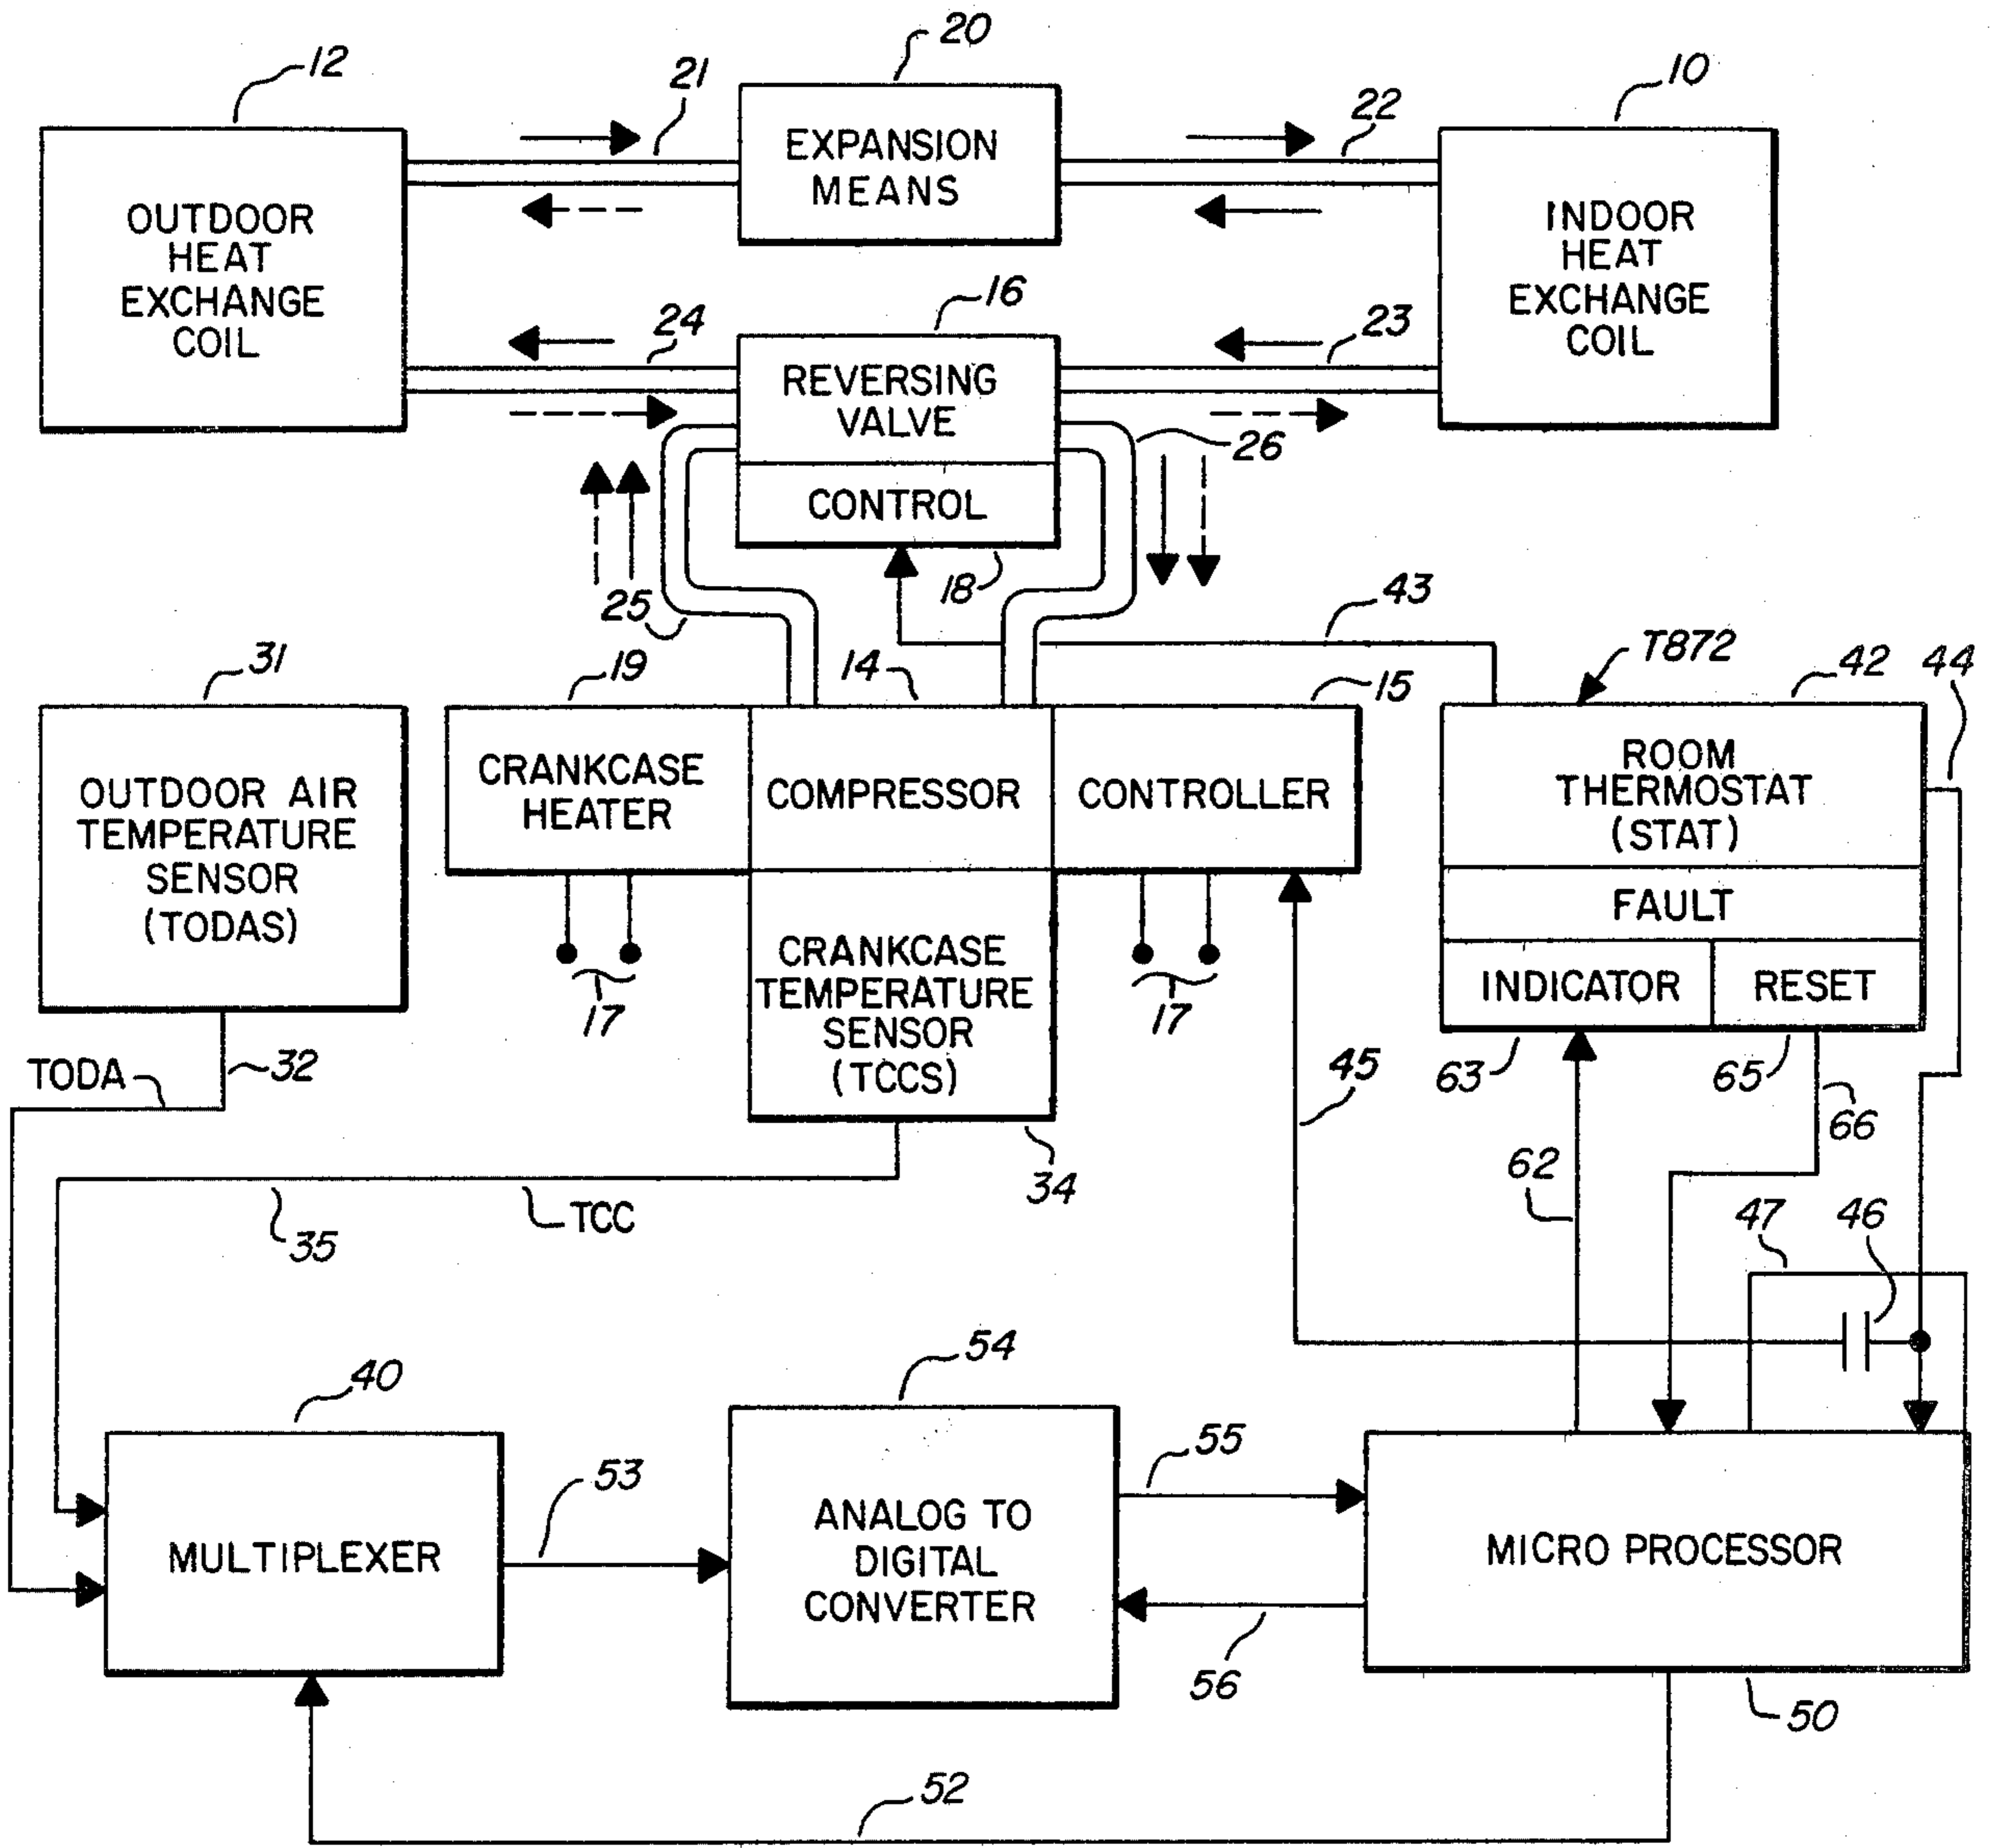 20
12
10
21
22
EXPANSION
MEANS
OUTDOOR
HEAT
EXCHANGE
COIL
INDOOR
HEAT
EXCHANGE
COIL
16
24
23
REVERSING
VALVE
26
CONTROL
18
25
43
31
19
14
15
T872
42
44
OUTDOOR AIR
TEMPERATURE
SENSOR
(TODAS)
CRANKCASE
HEATER
COMPRESSOR
CONTROLLER
ROOM
THERMOSTAT
(STAT)
FAULT
INDICATOR
RESET
CRANKCASE
TEMPERATURE
SENSOR
(TCCS)
17
17
TODA
32
45
63
65
66
34
62
35
TCC
47
46
40
54
53
55
MULTIPLEXER
ANALOG TO
DIGITAL
CONVERTER
MICRO PROCESSOR
56
50
52